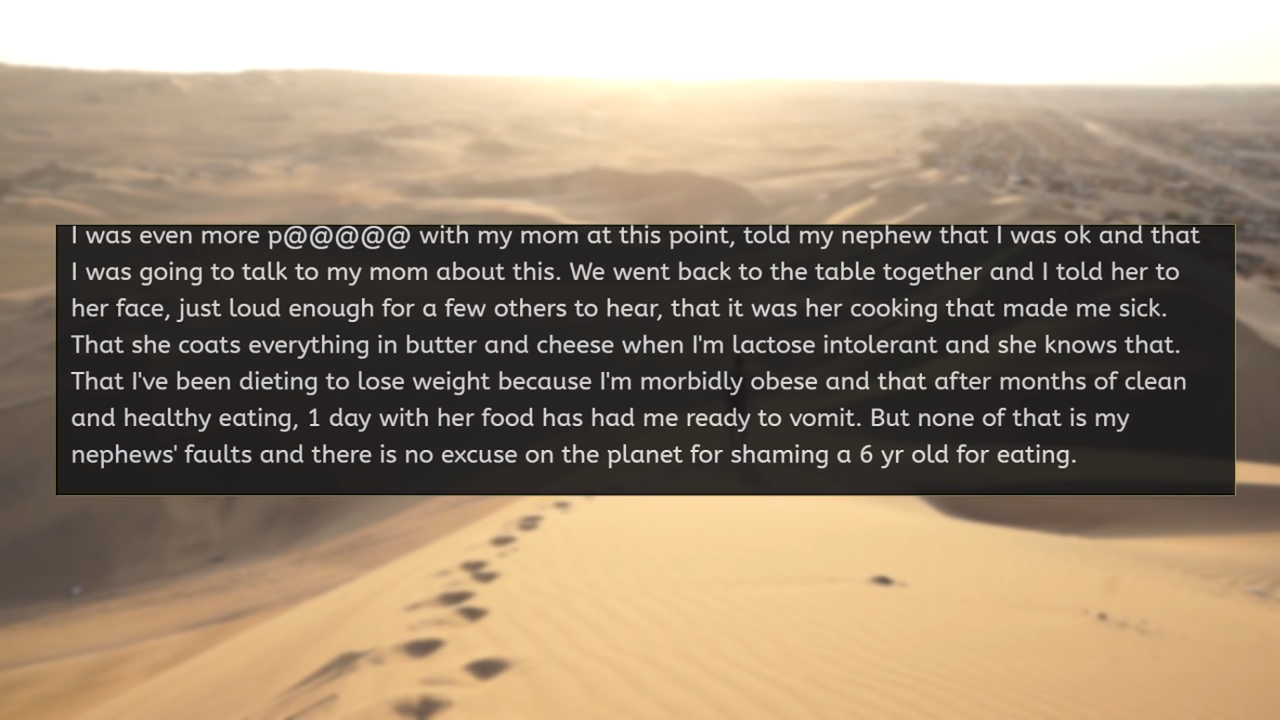 I was even more p@@@@@ with my mom at this point, told my nephew that I was ok and that
I was going to talk to my mom about this. We went back to the table together and I told her to
her face, just loud enough for a few others to hear, that it was her cooking that made me sick.
That she coats everything in butter and cheese when I'm lactose intolerant and she knows that.
That I've been dieting to lose weight because I'm morbidly obese and that after months of clean
and healthy eating, 1 day with her food has had me ready to vomit. But none of that is my
nephews' faults and there is no excuse on the planet for shaming a 6 yr old for eating.